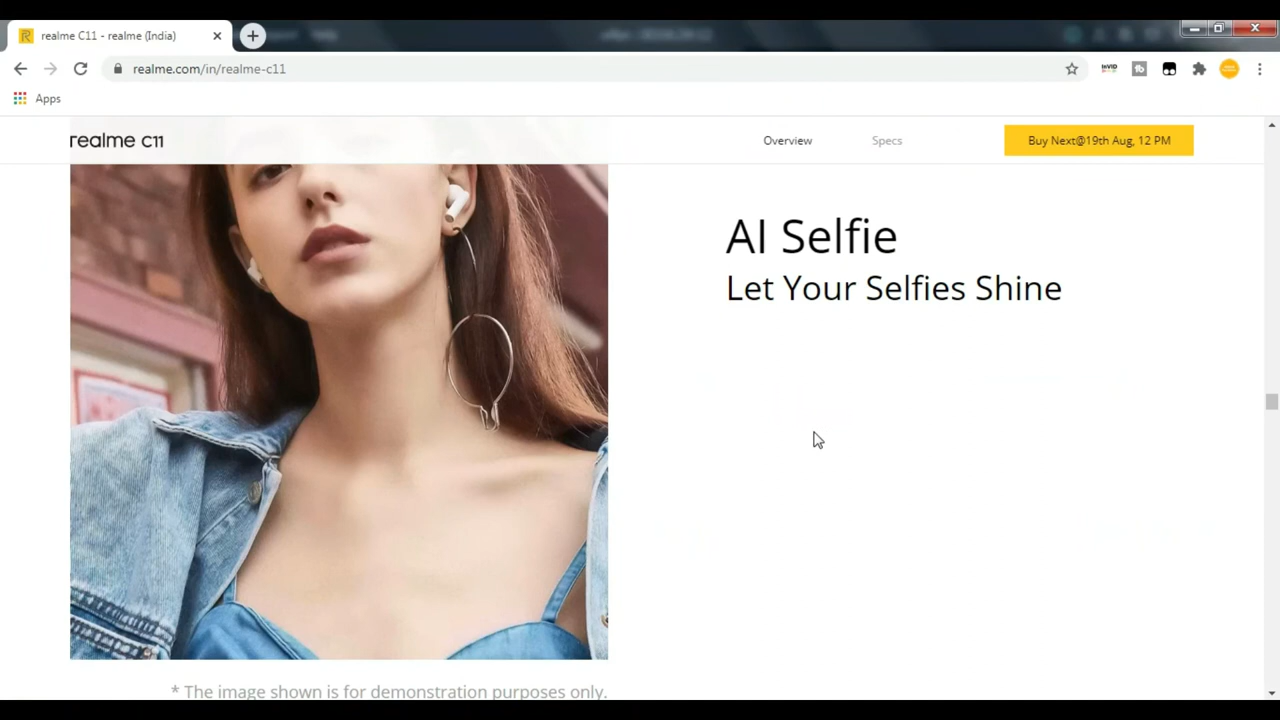 realme C11 - realme (India)
realme.com/in/realme-c11
Apps
realme c11
Overview
Specs
Buy Next@19th Aug, 12 PM
AI Selfie
Let Your Selfies Shine
* The image shown is for demonstration purposes only.